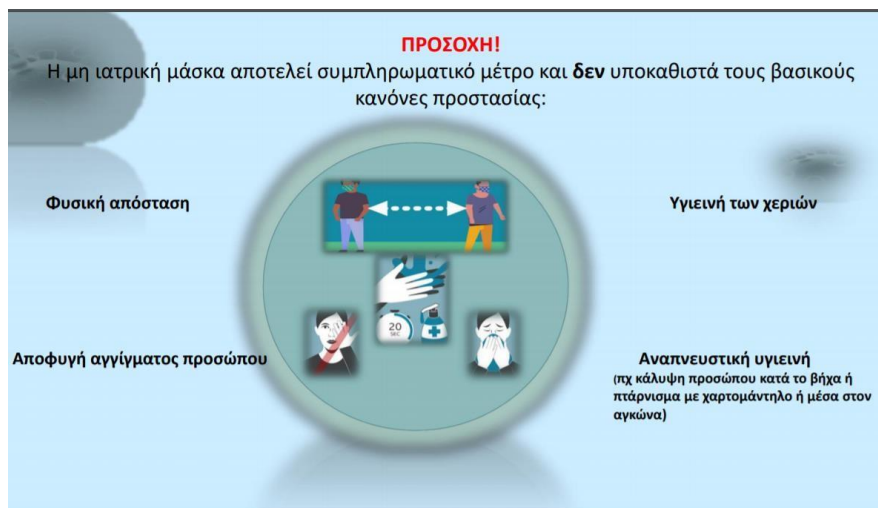 ΠΡΟΣΟΧΗ!
Η μη ιατρική μάσκα αποτελεί συμπληρωματικό μέτρο και δεν υποκαθιστά τους βασικούς
κανόνες προστασίας:
Φυσική απόσταση
Υγιεινή των χεριών
20
SEC
Αποφυγή αγγίγματος προσώπου
Αναπνευστική υγιεινή
(πχ κάλυψη προσώπου κατά το βήχα ή
πτάρνισμα με χαρτομάντηλο ή μέσα στον
αγκώνα)